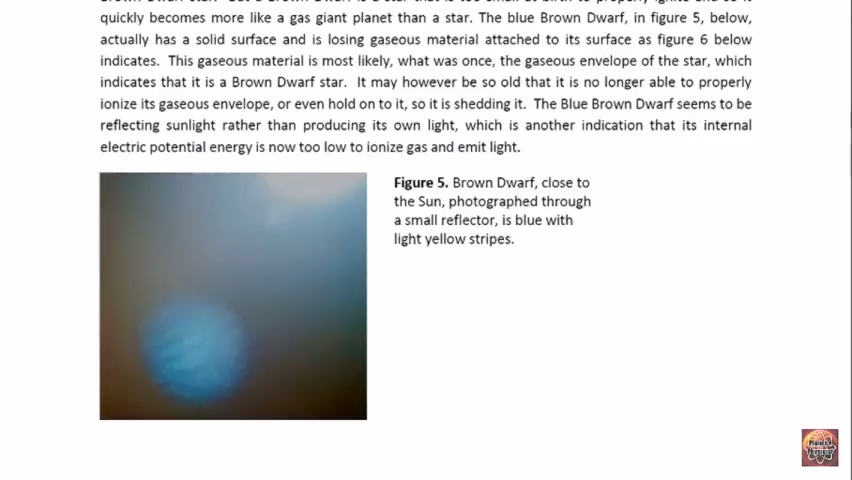 quickly becomes more like a gas giant planet than a star. The blue Brown Dwarf, in figure 5, below,
actually has a solid surface and is losing gaseous material attached to its surface as figure 6 below
indicates. This gaseous material is most likely, what was once, the gaseous envelope of the star, which
indicates that it is a Brown Dwarf star. It may however be so old that it is no longer able to properly
ionize its gaseous envelope, or even hold on to it, so it is shedding it. The Blue Brown Dwarf seems to be
reflecting sunlight rather than producing its own light, which is another indication that its internal
electric potential energy is now too low to ionize gas and emit light.
Figure 5. Brown Dwarf, close to
the Sun, photographed through
a small reflector, is blue with
light yellow stripes.